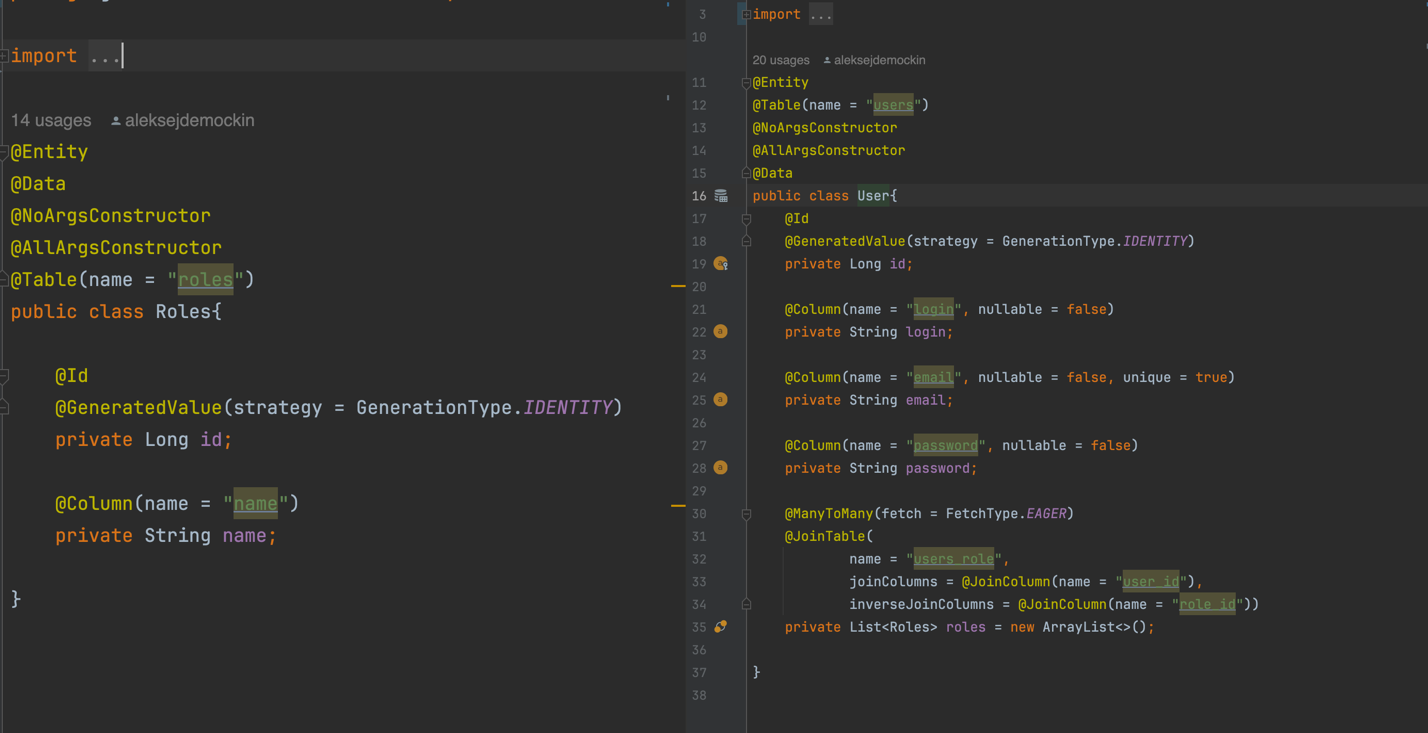 import ...
14 usages aleksejdemockin
@Entity
@Data
@NoArgsConstructor
@AllArgsConstructor
@Table(name = "roles")
public class Roles{
@Id
@GeneratedValue(strategy = GenerationType.IDENTITY)
private Long id;
@Column(name = "name")
private String name;
}
3 import ...
10
20 usages aleksejdemockin
11 @Entity
12 @Table(name = "users")
13 @NoArgsConstructor
14 @AllArgsConstructor
15 @Data
16 public class User{
17 @Id
18 @GeneratedValue(strategy = GenerationType.IDENTITY)
19 private Long id;
20
21 @Column(name = "login", nullable = false)
22 private String login;
23
24 @Column(name = "email", nullable = false, unique = true)
25 private String email;
26
27 @Column(name = "password", nullable = false)
28 private String password;
29
30 @ManyToMany(fetch = FetchType.EAGER)
31 @JoinTable(
32 name = "users_role",
33 joinColumns = @JoinColumn(name = "user_id"),
34 inverseJoinColumns = @JoinColumn(name = "role_id"))
35 private List<Roles> roles = new ArrayList<>();
36
37 }
38